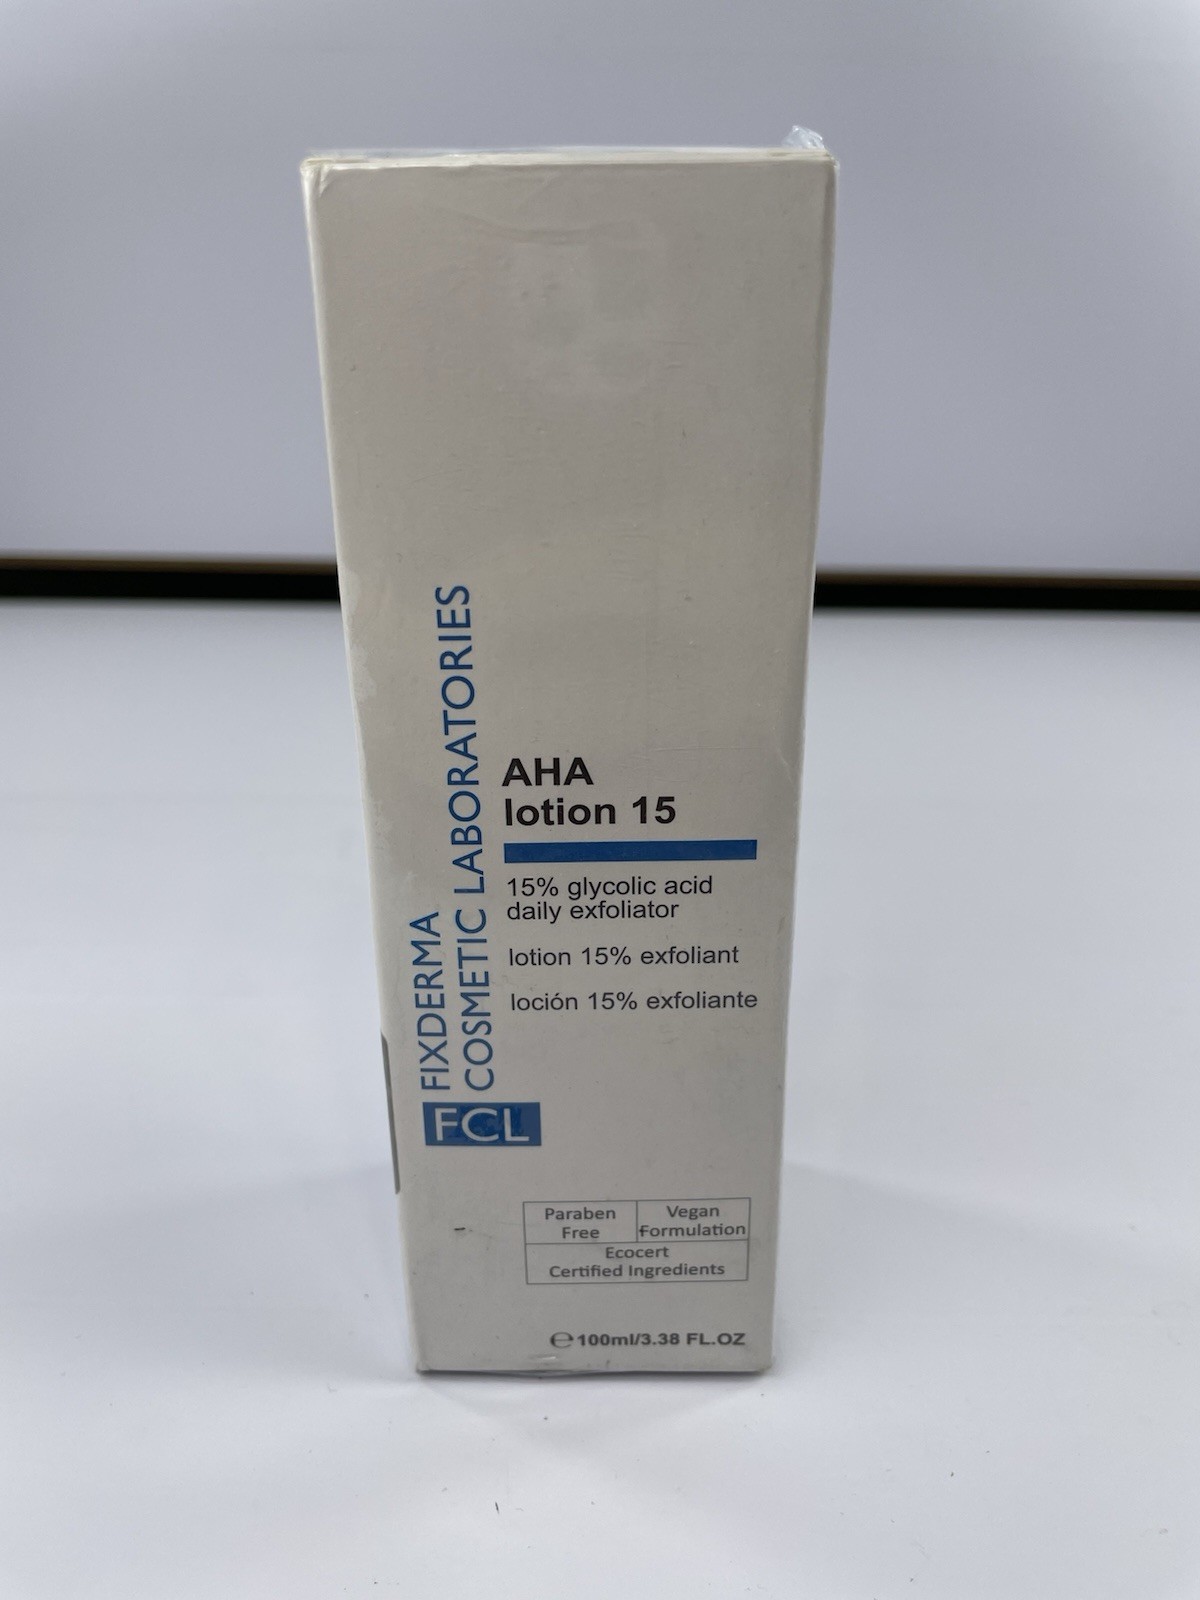 FIXDERMA
COSMETIC LABORATORIES
FCL
AHA
lotion 15
15% glycolic acid
daily exfoliator
lotion 15% exfoliant
loción 15% exfoliante
Paraben
Free
Vegan
Formulation
Ecocert
Certified Ingredients
℮100ml/3.38 FL.OZ